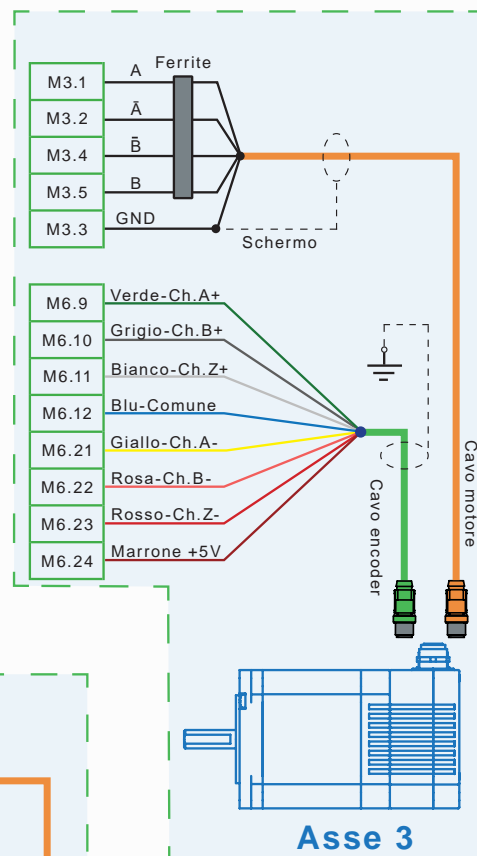 Ferrite
M3.1 A
M3.2 Ā
M3.4 B̄
M3.5 B
M3.3 GND
Schermo
M6.9 Verde-Ch.A+
M6.10 Grigio-Ch.B+
M6.11 Bianco-Ch.Z+
M6.12 Blu-Comune
M6.21 Giallo-Ch.A-
M6.22 Rosa-Ch.B-
M6.23 Rosso-Ch.Z-
M6.24 Marrone +5V
Cavo encoder
Cavo motore
Asse 3